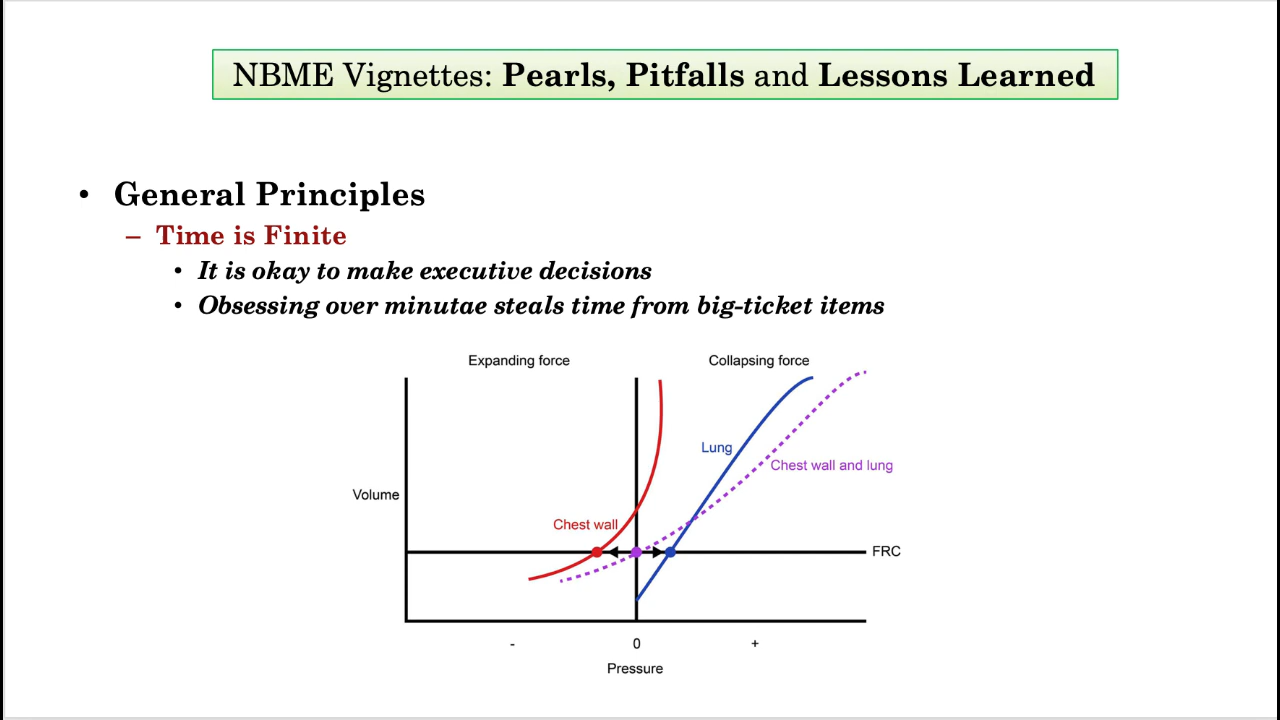 NBME Vignettes: Pearls, Pitfalls and Lessons Learned
• General Principles
– Time is Finite
• It is okay to make executive decisions
• Obsessing over minutae steals time from big-ticket items
Expanding force
Collapsing force
Lung
Chest wall and lung
Volume
Chest wall
FRC
- 0 +
Pressure